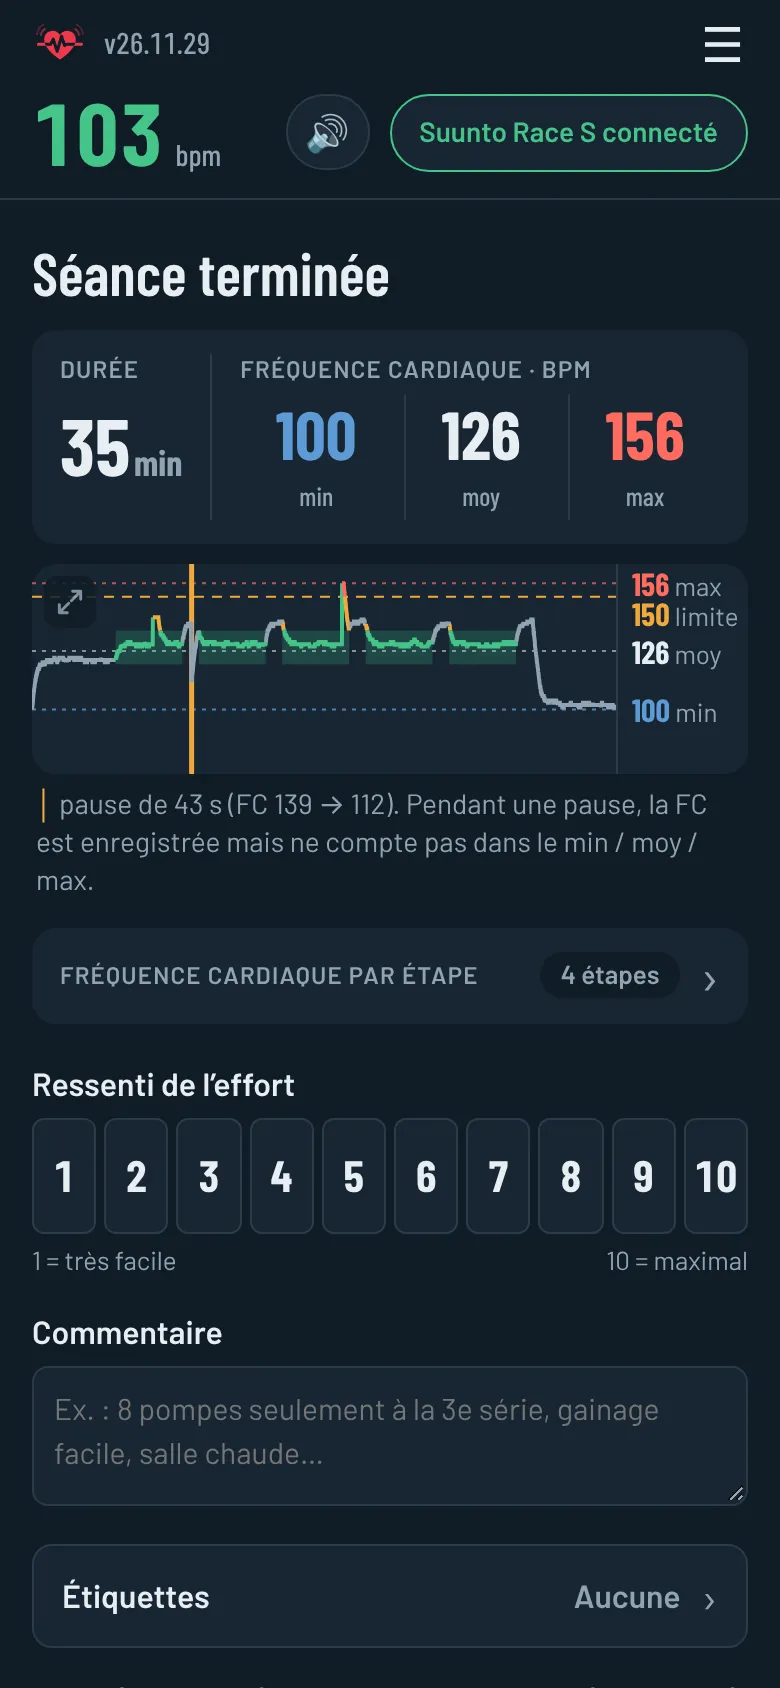 v26.11.29
103 bpm
Suunto Race S connecté
Séance terminée
DURÉE
35 min
FRÉQUENCE CARDIAQUE · BPM
100
min
126
moy
156
max
156 max
150 limite
126 moy
100 min
pause de 43 s (FC 139 → 112). Pendant une pause, la FC
est enregistrée mais ne compte pas dans le min / moy /
max.
FRÉQUENCE CARDIAQUE PAR ÉTAPE
4 étapes ›
Ressenti de l’effort
1 2 3 4 5 6 7 8 9 10
1 = très facile
10 = maximal
Commentaire
Ex. : 8 pompes seulement à la 3e série, gainage
facile, salle chaude...
Étiquettes
Aucune ›